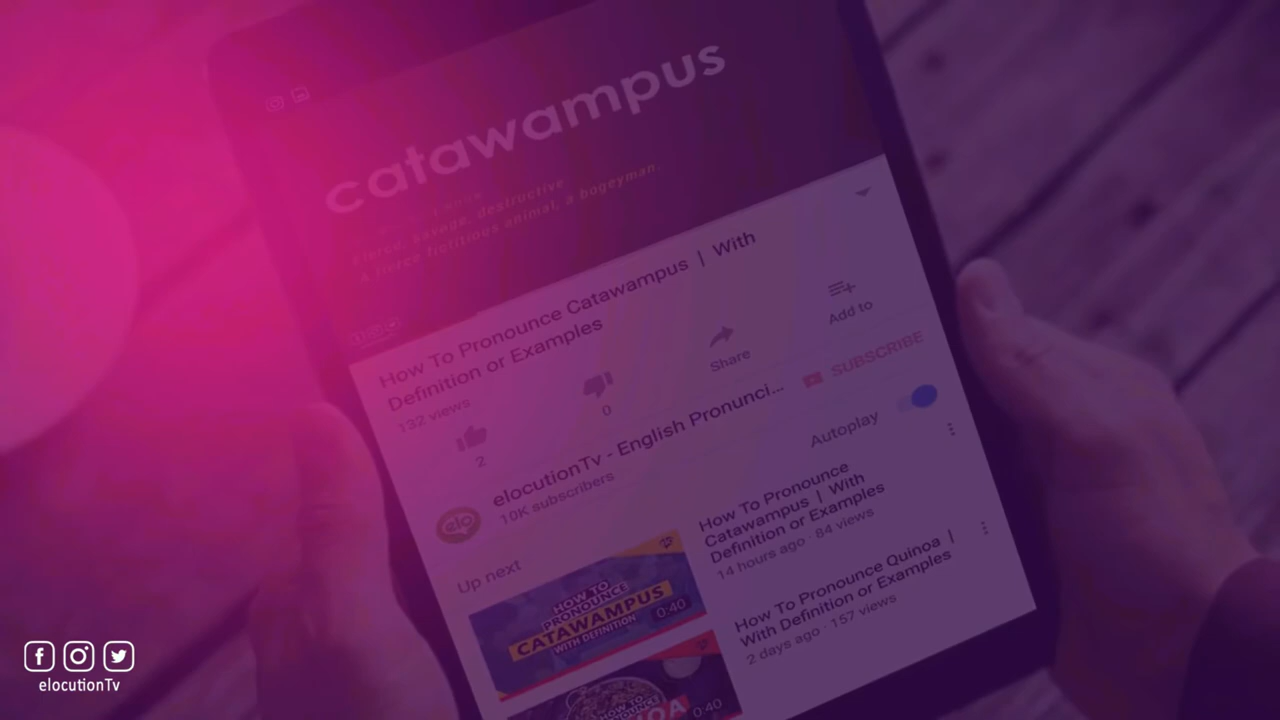 catawampus
fierce, savage, destructive
a fierce fictitious animal, a bogeyman.
How To Pronounce Catawampus | With
Definition or Examples
132 views
2
0
Share
Add to
elocutionTv - English Pronunci...
SUBSCRIBE
10K subscribers
Autoplay
Up next
HOW TO
PRONOUNCE
CATAWAMPUS
WITH DEFINITION
0:40
How To Pronounce
Catawampus | With
Definition or Examples
14 hours ago · 84 views
HOW TO
0:40
How To Pronounce Quinoa |
With Definition or Examples
2 days ago · 157 views
elo
elocutionTv